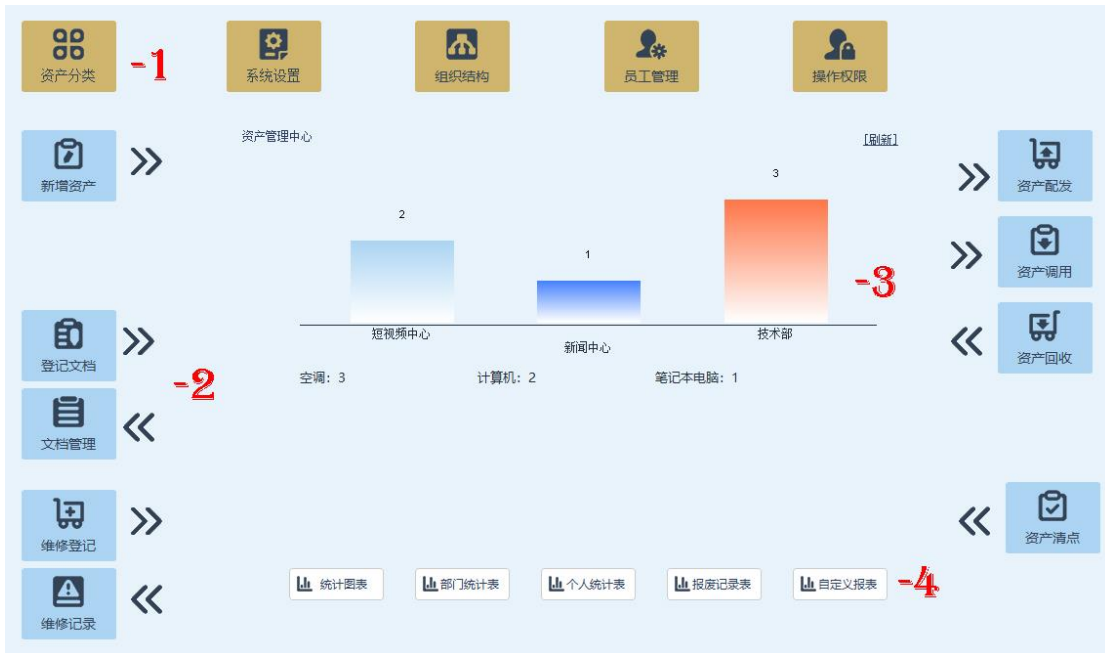 资产分类
-1
系统设置
组织结构
员工管理
操作权限
新增资产
资产管理中心
[刷新]
资产配发
3
2
1
资产调用
-3
短视频中心
新闻中心
技术部
登记文档
-2
空调：3
计算机：2
笔记本电脑：1
资产回收
文档管理
维修登记
资产清点
统计图表
部门统计表
个人统计表
报废记录表
自定义报表
-4
维修记录